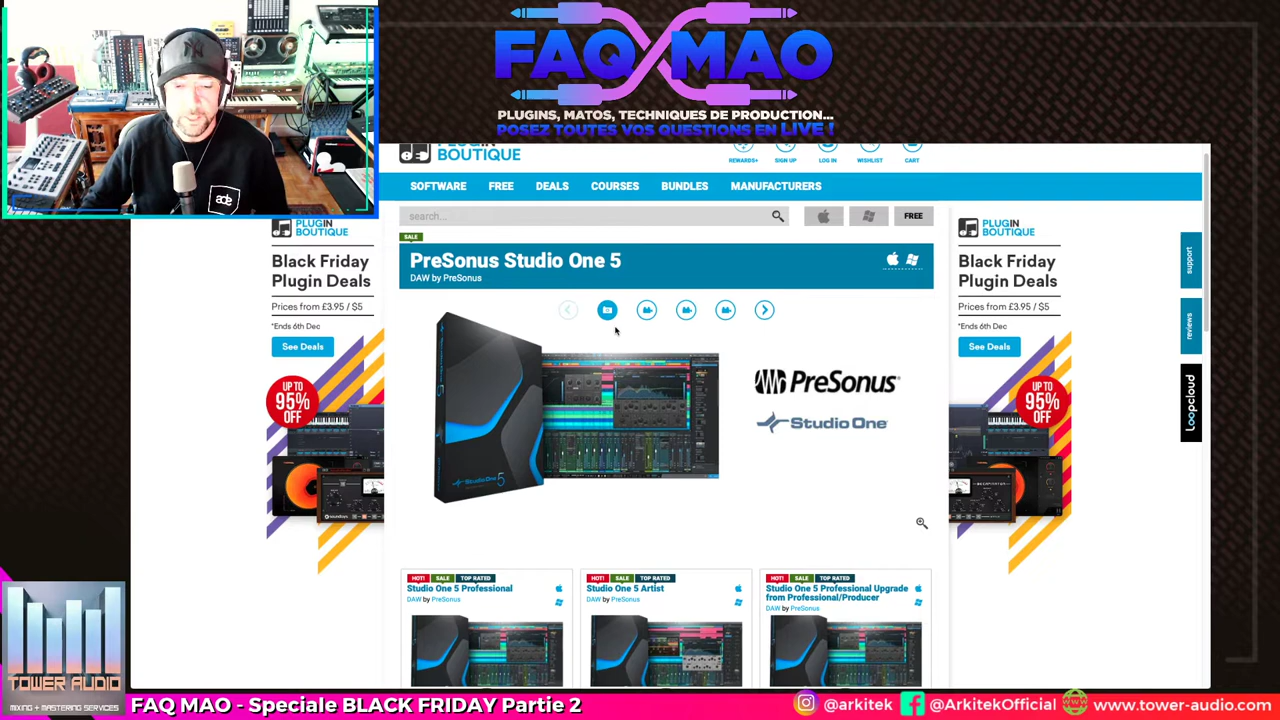 FAQ MAO
PLUGINS, MATOS, TECHNIQUES DE PRODUCTION...
POSEZ TOUTES VOS QUESTIONS EN LIVE !
ade
PLUGIN
BOUTIQUE
REWARDS+
SIGN UP
LOG IN
WISHLIST
CART
SOFTWARE
FREE
DEALS
COURSES
BUNDLES
MANUFACTURERS
search...
FREE
PLUGIN
BOUTIQUE
Black Friday
Plugin Deals
Prices from £3.95 / $5
*Ends 6th Dec
See Deals
UP TO
95%
OFF
SALE
PreSonus Studio One 5
DAW by PreSonus
Studio One 5
PreSonus®
Studio One™
PLUGIN
BOUTIQUE
Black Friday
Plugin Deals
Prices from £3.95 / $5
*Ends 6th Dec
See Deals
UP TO
95%
OFF
support
reviews
Loopcloud
HOT! SALE TOP RATED
Studio One 5 Professional
DAW by PreSonus
HOT! SALE TOP RATED
Studio One 5 Artist
DAW by PreSonus
HOT! SALE TOP RATED
Studio One 5 Professional Upgrade
from Professional/Producer
DAW by PreSonus
TOWER AUDIO
MIXING + MASTERING SERVICES
FAQ MAO - Speciale BLACK FRIDAY Partie 2
@arkitek
@ArkitekOfficial
www.tower-audio.com